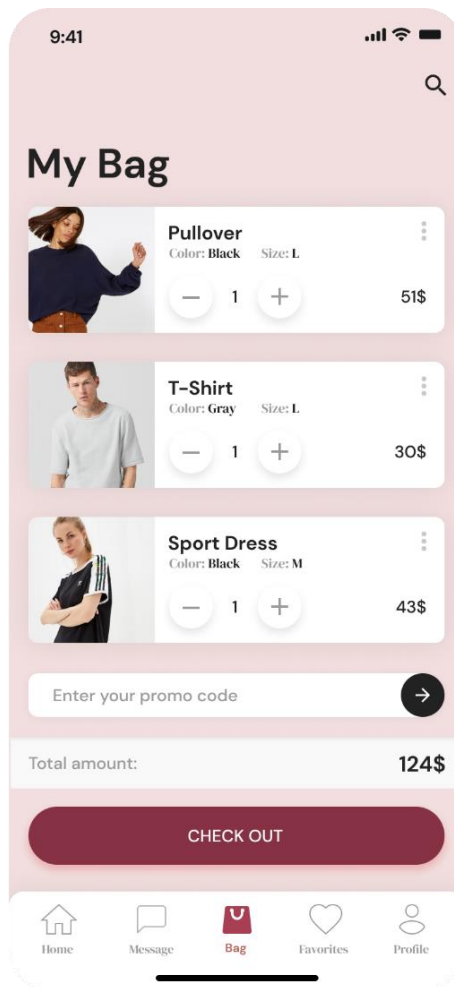 9:41
My Bag
Pullover
Color: Black Size: L
1
51$
T-Shirt
Color: Gray Size: L
1
30$
Sport Dress
Color: Black Size: M
1
43$
Enter your promo code
Total amount: 124$
CHECK OUT
Home Message Bag Favorites Profile